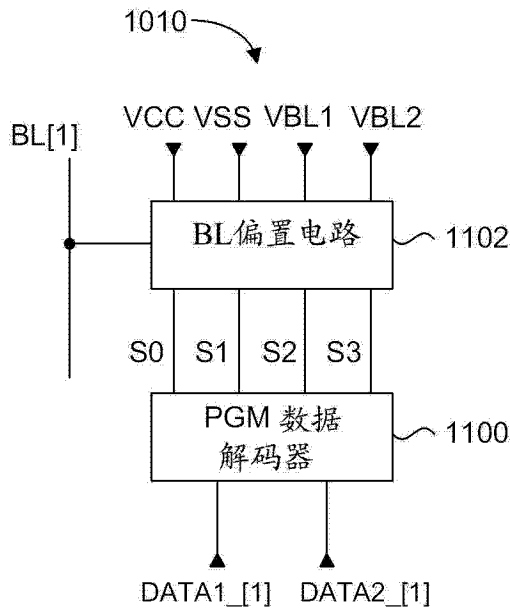 1010
VCC VSS VBL1 VBL2
BL[1]
BL偏置电路
1102
S0 S1 S2 S3
PGM 数据
解码器
1100
DATA1_[1] DATA2_[1]